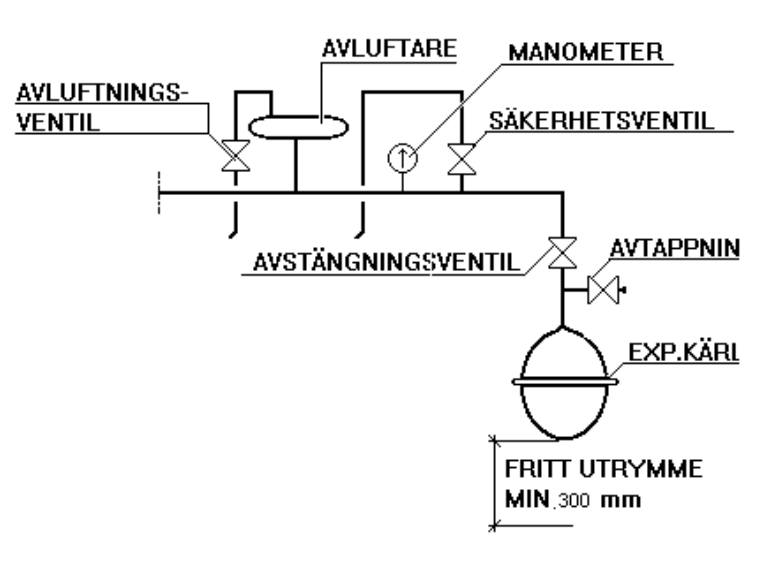 AVLUFTARE
MANOMETER
AVLUFTNINGS-
VENTIL
SÄKERHETSVENTIL
AVSTÄNGNINGSVENTIL
AVTAPPNIN
EXP.KÄRL
FRITT UTRYMME
MIN.300 mm